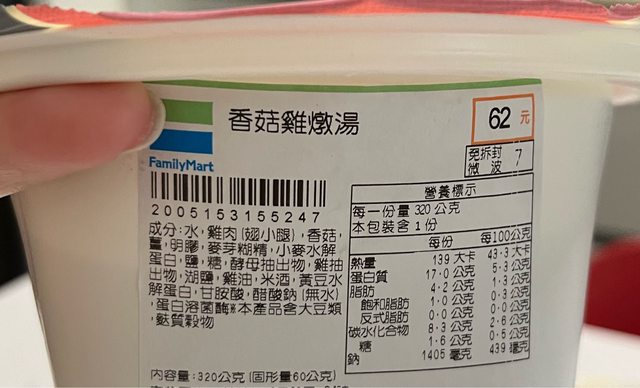 香菇雞燉湯
62 元
免拆封
微 波 7
FamilyMart
2005153155247
成分:水,雞肉(翅小腿),香菇,
薑,明膠,麥芽糊精,小麥水解
蛋白,鹽,糖,酵母抽出物,雞抽
出物,湖鹽,雞油,米酒,黃豆水
解蛋白,甘胺酸,醋酸鈉(無水)
,蛋白溶菌酶※本產品含大豆類
,麩質穀物
內容量:320公克(固形量60公克)
營養標示
每一份量 320 公克
本包裝含 1 份
每份 每100公克
熱量 139 大卡 43.3 大卡
蛋白質 17.0 公克 5.3 公克
脂肪 4.2 公克 1.3 公克
飽和脂肪 1.0 公克 0.3 公克
反式脂肪 0.0 公克 0.0 公克
碳水化合物 8.3 公克 2.6 公克
糖 1.6 公克 0.5 公克
鈉 1405 毫克 439 毫克